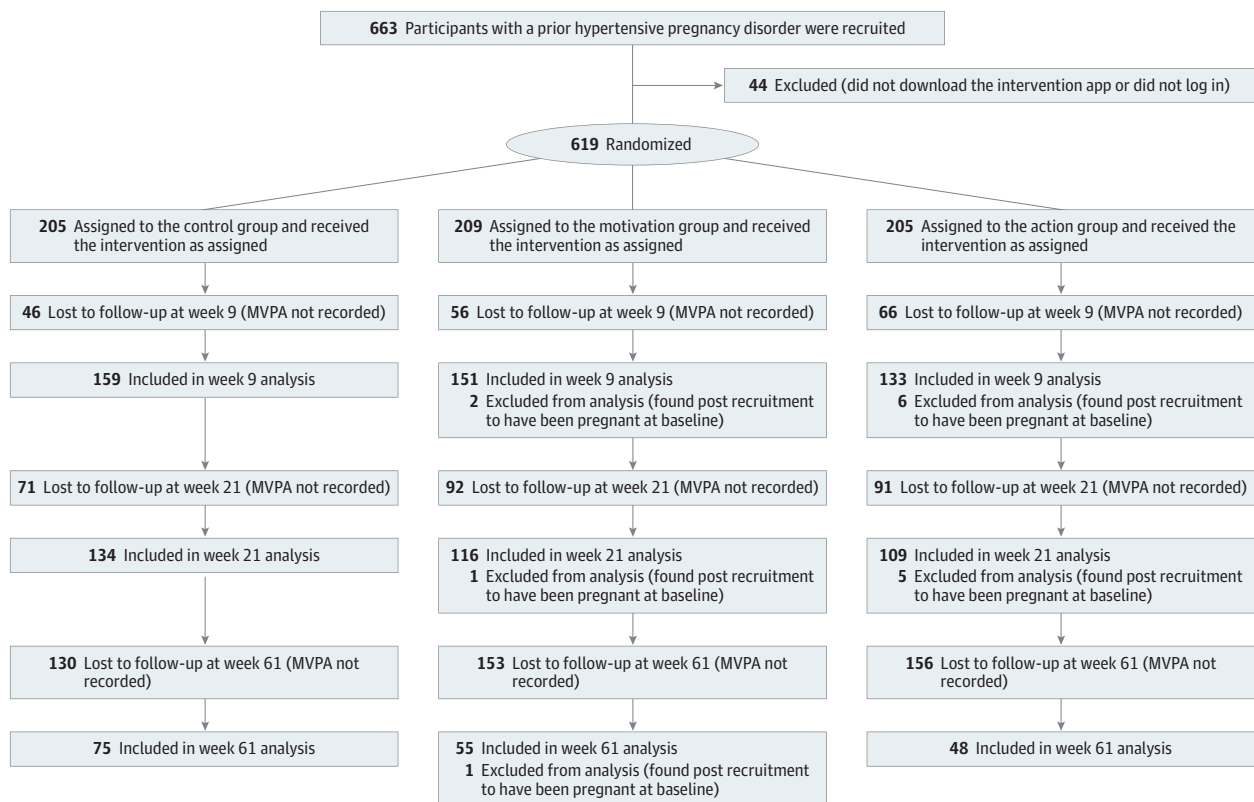 663 Participants with a prior hypertensive pregnancy disorder were recruited
44 Excluded (did not download the intervention app or did not log in)
619 Randomized
205 Assigned to the control group and received
the intervention as assigned
209 Assigned to the motivation group and received
the intervention as assigned
205 Assigned to the action group and received the
intervention as assigned
46 Lost to follow-up at week 9 (MVPA not recorded)
56 Lost to follow-up at week 9 (MVPA not recorded)
66 Lost to follow-up at week 9 (MVPA not recorded)
159 Included in week 9 analysis
151 Included in week 9 analysis
2 Excluded from analysis (found post recruitment
to have been pregnant at baseline)
133 Included in week 9 analysis
6 Excluded from analysis (found post recruitment
to have been pregnant at baseline)
71 Lost to follow-up at week 21 (MVPA not recorded)
92 Lost to follow-up at week 21 (MVPA not recorded)
91 Lost to follow-up at week 21 (MVPA not recorded)
134 Included in week 21 analysis
116 Included in week 21 analysis
1 Excluded from analysis (found post recruitment
to have been pregnant at baseline)
109 Included in week 21 analysis
5 Excluded from analysis (found post recruitment
to have been pregnant at baseline)
130 Lost to follow-up at week 61 (MVPA not
recorded)
153 Lost to follow-up at week 61 (MVPA not
recorded)
156 Lost to follow-up at week 61 (MVPA not
recorded)
75 Included in week 61 analysis
55 Included in week 61 analysis
1 Excluded from analysis (found post recruitment
to have been pregnant at baseline)
48 Included in week 61 analysis